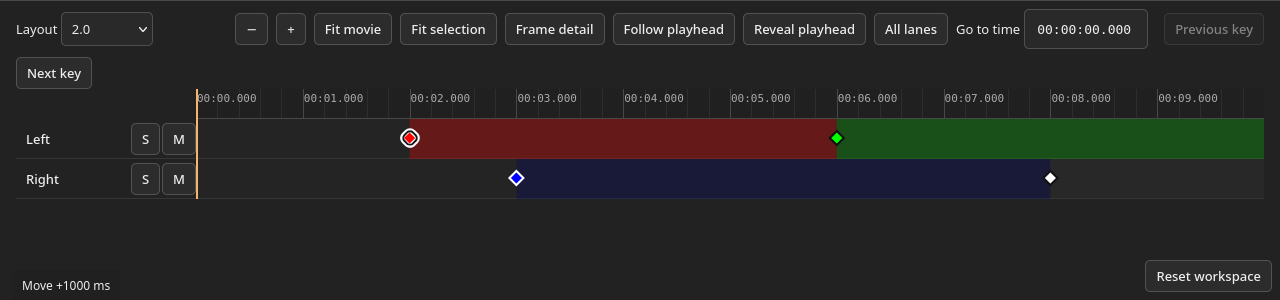 Layout 2.0 − + Fit movie Fit selection Frame detail Follow playhead Reveal playhead All lanes Go to time 00:00:00.000 Previous key
Next key
00:00.000 00:01.000 00:02.000 00:03.000 00:04.000 00:05.000 00:06.000 00:07.000 00:08.000 00:09.000
Left S M
Right S M
Move +1000 ms Reset workspace